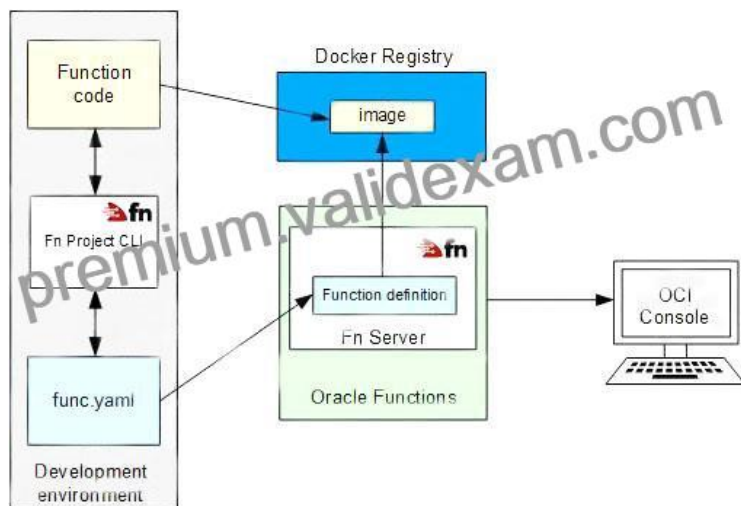 Docker Registry
Function
code
image
fn
Fn Project CLI
fn
Function definition
Fn Server
OCI
Console
func.yaml
Oracle Functions
Development
environment
premium.validexam.com